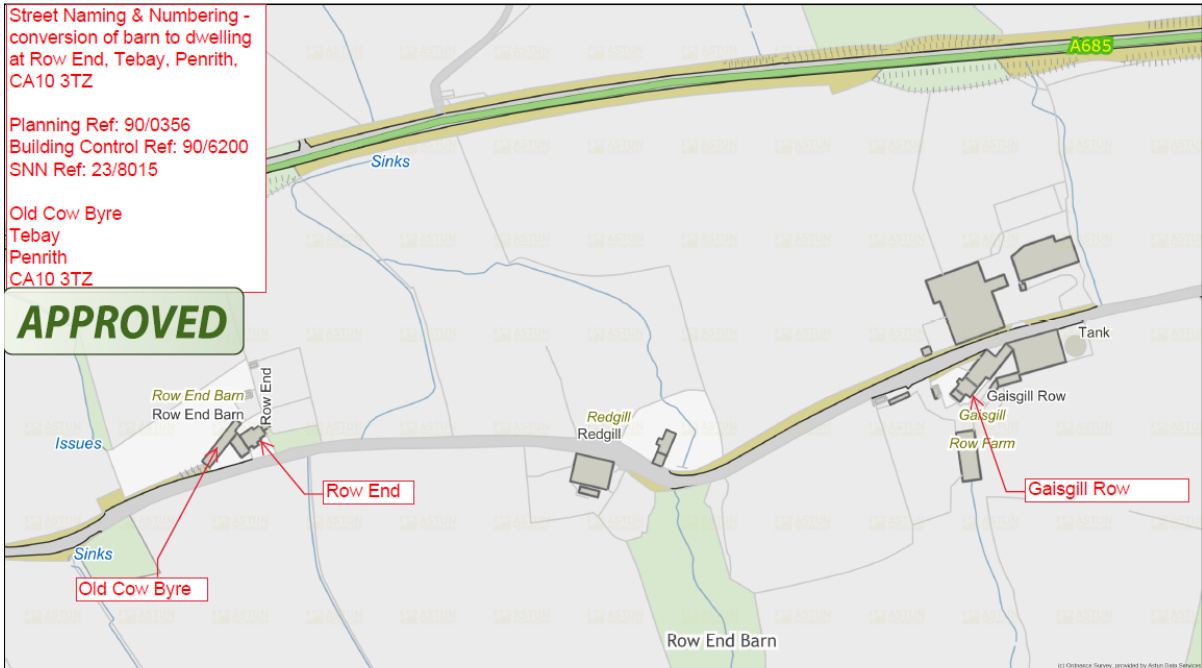 Street Naming & Numbering -
conversion of barn to dwelling
at Row End, Tebay, Penrith,
CA10 3TZ
Planning Ref: 90/0356
Building Control Ref: 90/6200
SNN Ref: 23/8015
Old Cow Byre
Tebay
Penrith
CA10 3TZ
APPROVED
A685
Sinks
Tank
Row End Barn
Row End Barn
Row End
Redgill
Redgill
Gaisgill Row
Gaisgill
Row Farm
Issues
Row End
Gaisgill Row
Sinks
Old Cow Byre
Row End Barn
(c) Ordnance Survey, provided by Astun Data Services